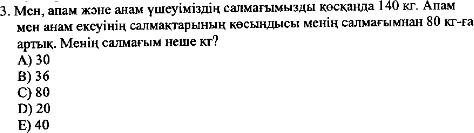 3. Мен, апам және анам үшеуіміздің салмағымызды қосқанда 140 кг. Апам
мен анам екеуінің салмақтарының қосындысы менің салмағымнан 80 кг-ға
артық. Менің салмағым неше кг?
A) 30
B) 36
C) 80
D) 20
E) 40